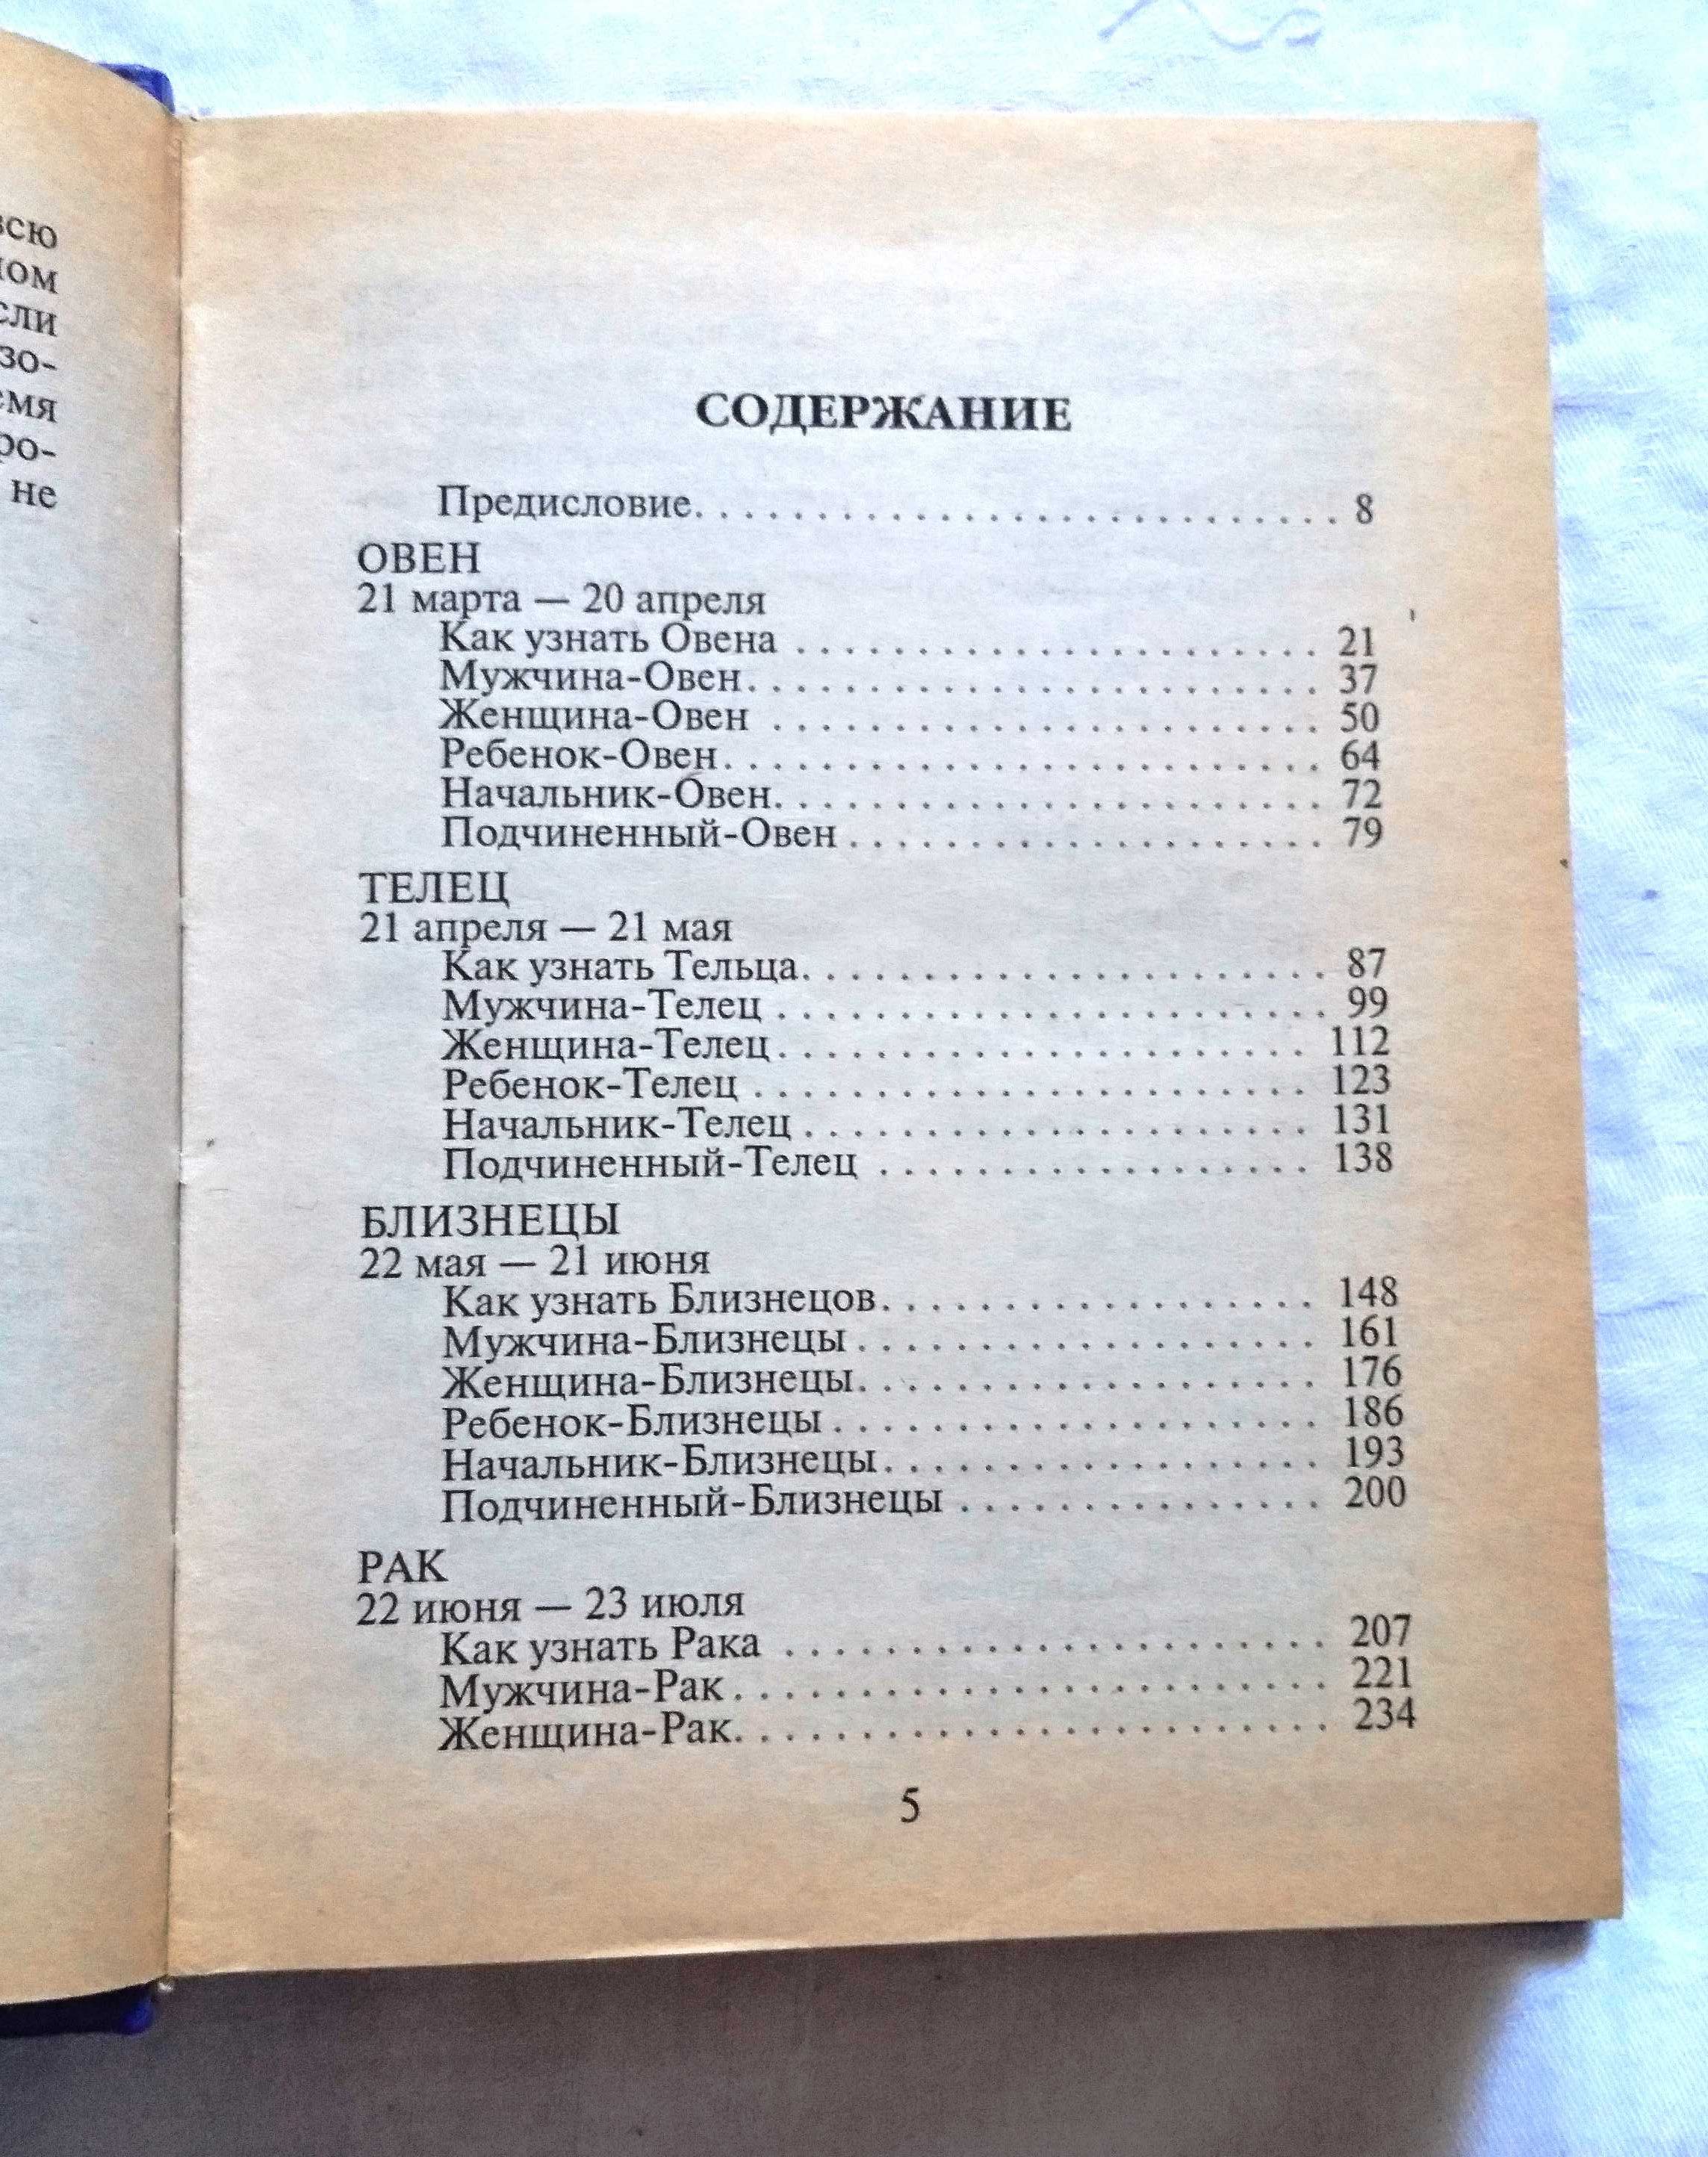 сли
зо-
не
СОДЕРЖАНИЕ
Предисловие. . . . . . . . . . . . . . . . . . . . . . . . . . . 8
ОВЕН
21 марта — 20 апреля
Как узнать Овена . . . . . . . . . . . . . . . . . . . . . . 21
Мужчина-Овен. . . . . . . . . . . . . . . . . . . . . . . . 37
Женщина-Овен . . . . . . . . . . . . . . . . . . . . . . . 50
Ребенок-Овен. . . . . . . . . . . . . . . . . . . . . . . . . 64
Начальник-Овен. . . . . . . . . . . . . . . . . . . . . . . 72
Подчиненный-Овен . . . . . . . . . . . . . . . . . . . . 79
ТЕЛЕЦ
21 апреля — 21 мая
Как узнать Тельца. . . . . . . . . . . . . . . . . . . . . . 87
Мужчина-Телец . . . . . . . . . . . . . . . . . . . . . . . 99
Женщина-Телец. . . . . . . . . . . . . . . . . . . . . . 112
Ребенок-Телец . . . . . . . . . . . . . . . . . . . . . . . 123
Начальник-Телец . . . . . . . . . . . . . . . . . . . . . 131
Подчиненный-Телец . . . . . . . . . . . . . . . . . . 138
БЛИЗНЕЦЫ
22 мая — 21 июня
Как узнать Близнецов. . . . . . . . . . . . . . . . . . 148
Мужчина-Близнецы . . . . . . . . . . . . . . . . . . . 161
Женщина-Близнецы. . . . . . . . . . . . . . . . . . . 176
Ребенок-Близнецы . . . . . . . . . . . . . . . . . . . . 186
Начальник-Близнецы. . . . . . . . . . . . . . . . . . 193
Подчиненный-Близнецы . . . . . . . . . . . . . . . 200
РАК
22 июня — 23 июля
Как узнать Рака . . . . . . . . . . . . . . . . . . . . . . . 207
Мужчина-Рак . . . . . . . . . . . . . . . . . . . . . . . . . 221
Женщина-Рак. . . . . . . . . . . . . . . . . . . . . . . . . 234
5